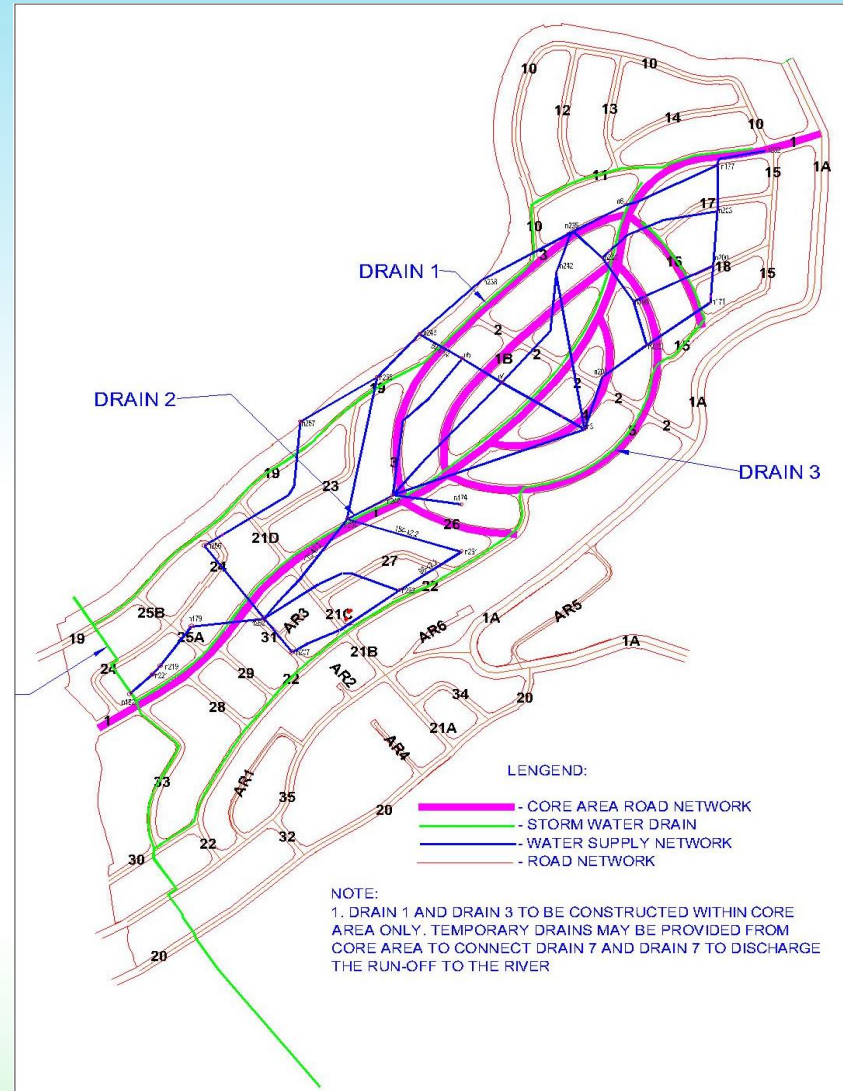 10
10
12
13
14
10
1
1A
15
11
17
10
3
16
18
15
DRAIN 1
2
1B
2
15
19
2
2
1A
DRAIN 2
1
2
3
3
DRAIN 3
19
23
1
26
21D
24
27
22
25B
AR3
21C
AR6
AR5
25A
31
1A
1A
19
24
29
22
21B
AR2
34
20
28
21A
1
AR4
33
AR1
35
20
LENGEND:
- CORE AREA ROAD NETWORK
- STORM WATER DRAIN
- WATER SUPPLY NETWORK
- ROAD NETWORK
22
32
30
20
NOTE:
1. DRAIN 1 AND DRAIN 3 TO BE CONSTRUCTED WITHIN CORE
AREA ONLY. TEMPORARY DRAINS MAY BE PROVIDED FROM
CORE AREA TO CONNECT DRAIN 7 AND DRAIN 7 TO DISCHARGE
THE RUN-OFF TO THE RIVER